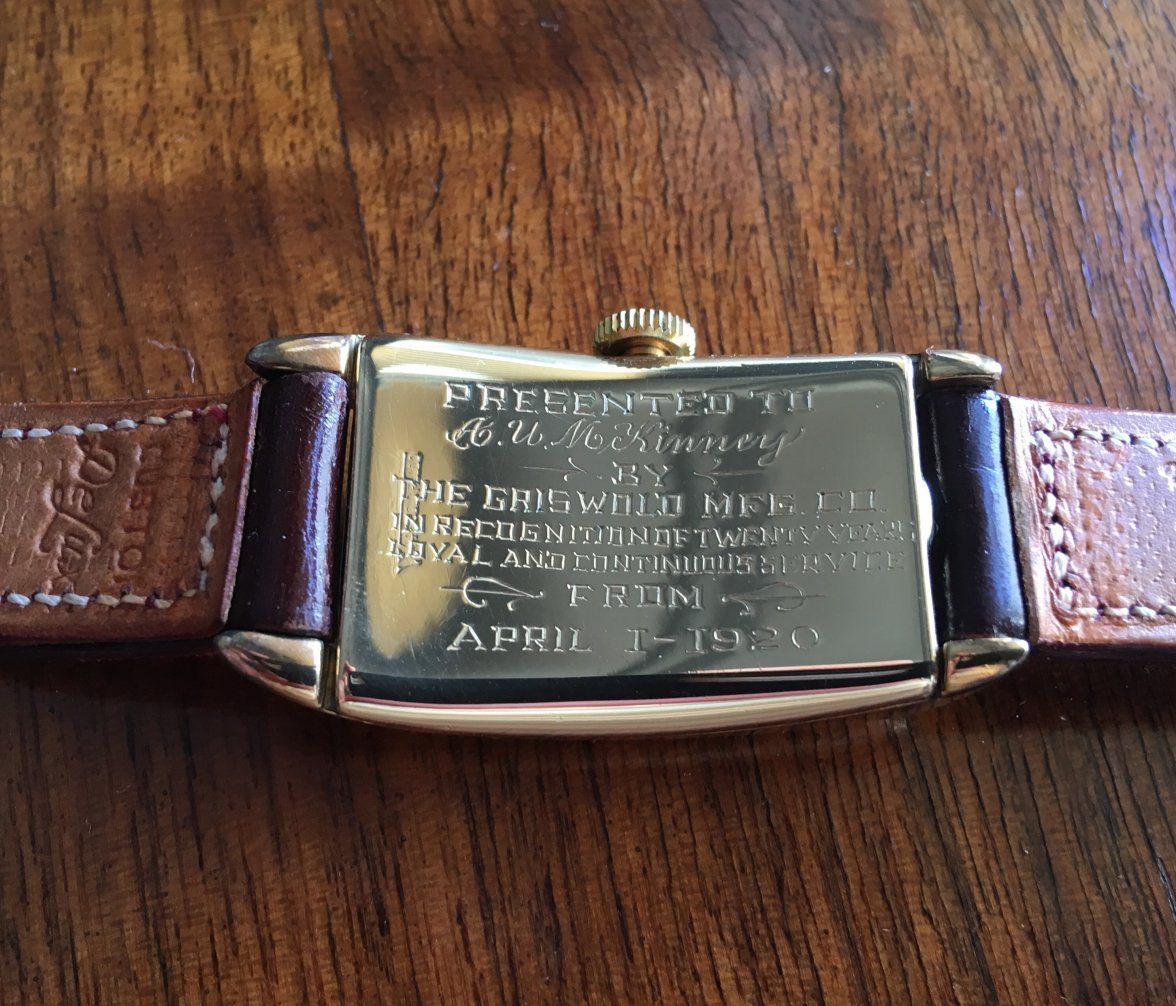 PRESENTED TO
A. U. McKinney
BY
THE GRISWOLD MFG. CO.
IN RECOGNITION OF TWENTY YEARS
LOYAL AND CONTINUOUS SERVICE
FROM
APRIL 1-1920